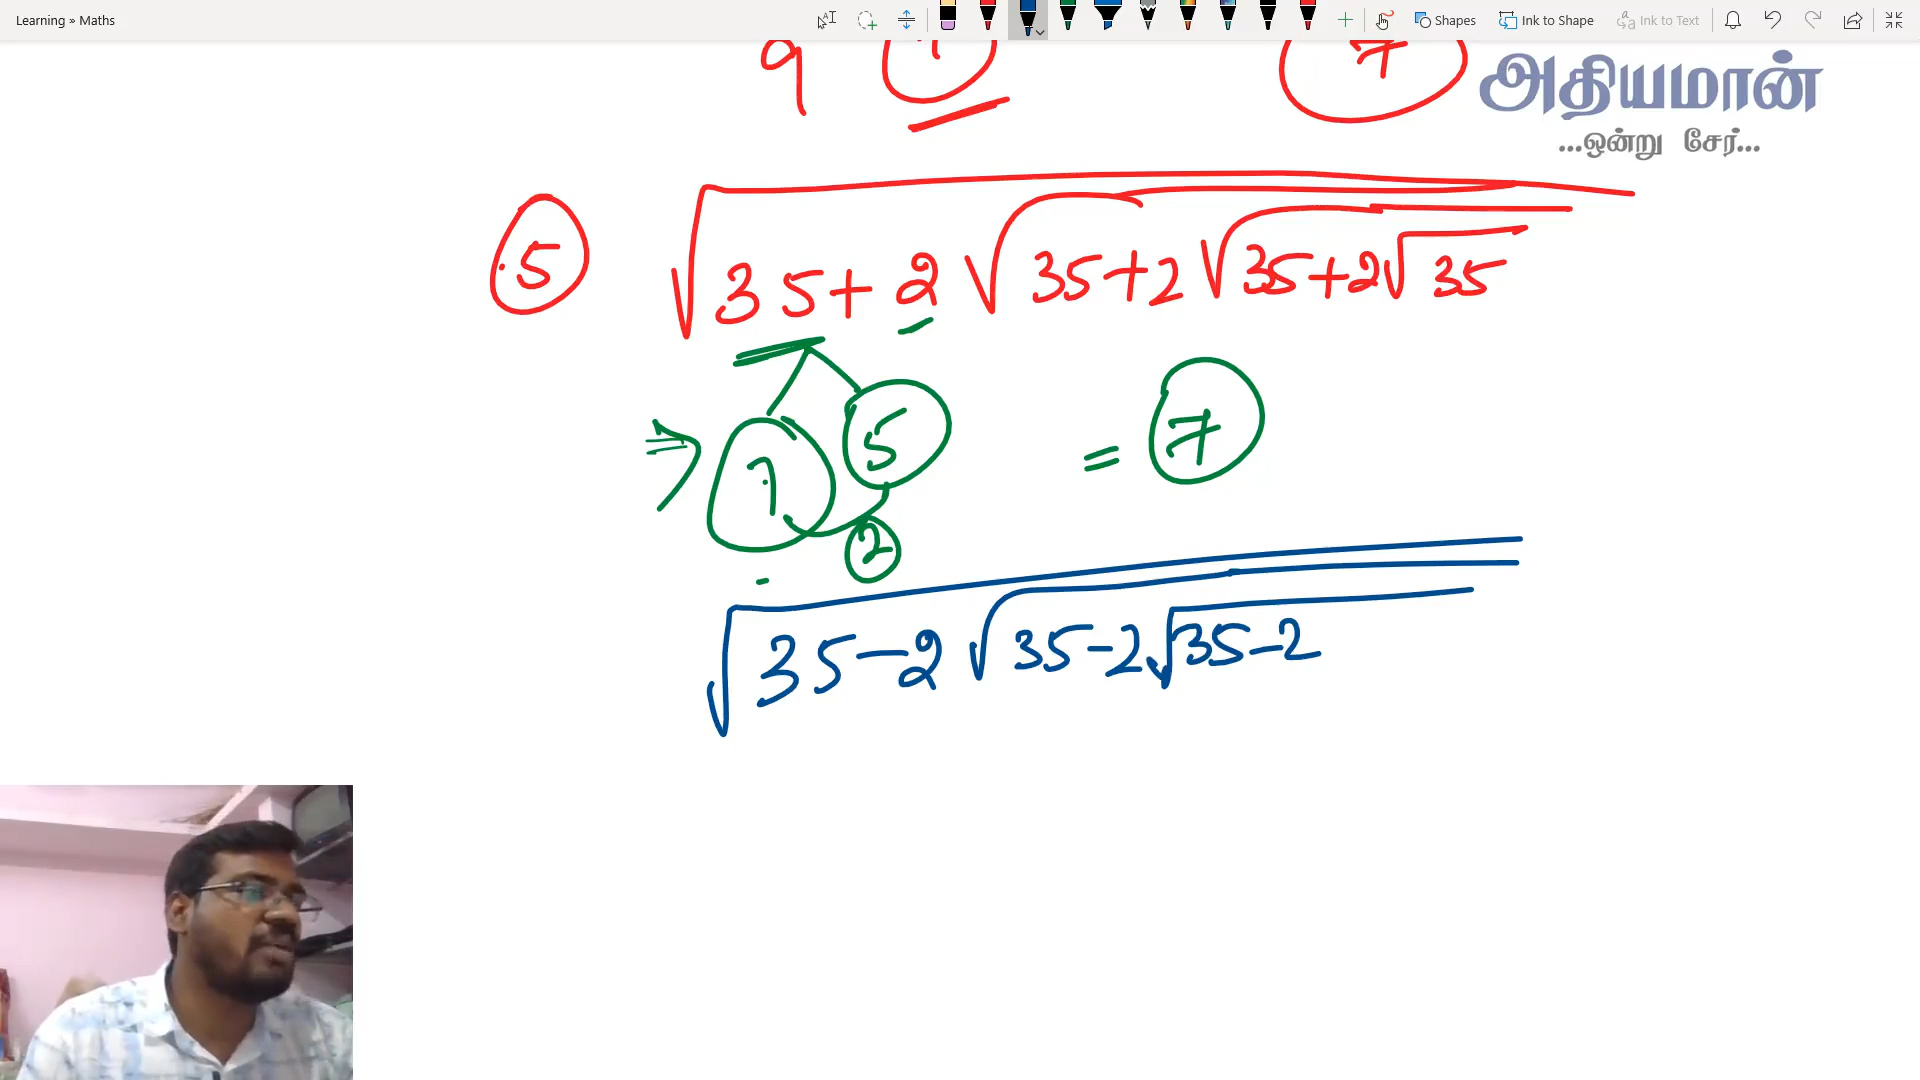 Learning » Maths
Shapes
Ink to Shape
Ink to Text
9 1
7
அதியமான்
...ஒன்று சேர்...
5 √35+2√35+2√35+2√35
7 5
= 7
2
√35-2√35-2√35-2